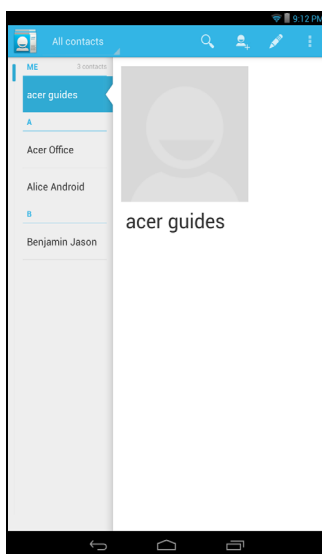 9:12 PM
All contacts
ME 3 contacts
acer guides
A
Acer Office
Alice Android
B
Benjamin Jason
acer guides